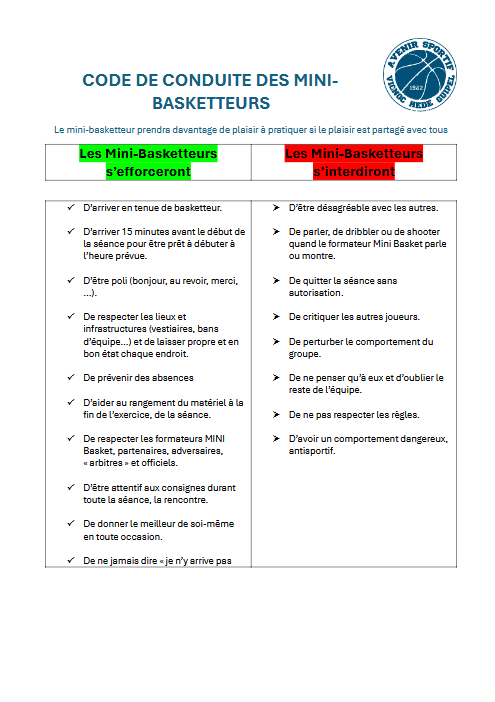 AVENIR SPORTIF
VIGNOC HEDE GUIPEL
1922
CODE DE CONDUITE DES MINI-
BASKETTEURS
Le mini-basketteur prendra davantage de plaisir à pratiquer si le plaisir est partagé avec tous
Les Mini-Basketteurs
s’efforceront
Les Mini-Basketteurs
s’interdiront
✓ D’arriver en tenue de basketteur.
✓ D’arriver 15 minutes avant le début de
la séance pour être prêt à débuter à
l’heure prévue.
✓ D’être poli (bonjour, au revoir, merci,
…).
✓ De respecter les lieux et
infrastructures (vestiaires, bans
d’équipe…) et de laisser propre et en
bon état chaque endroit.
✓ De prévenir des absences
✓ D’aider au rangement du matériel à la
fin de l’exercice, de la séance.
✓ De respecter les formateurs MINI
Basket, partenaires, adversaires,
« arbitres » et officiels.
✓ D’être attentif aux consignes durant
toute la séance, la rencontre.
✓ De donner le meilleur de soi-même
en toute occasion.
✓ De ne jamais dire « je n’y arrive pas
➤ D’être désagréable avec les autres.
➤ De parler, de dribbler ou de shooter
quand le formateur Mini Basket parle
ou montre.
➤ De quitter la séance sans
autorisation.
➤ De critiquer les autres joueurs.
➤ De perturber le comportement du
groupe.
➤ De ne penser qu’à eux et d’oublier le
reste de l’équipe.
➤ De ne pas respecter les règles.
➤ D’avoir un comportement dangereux,
antisportif.